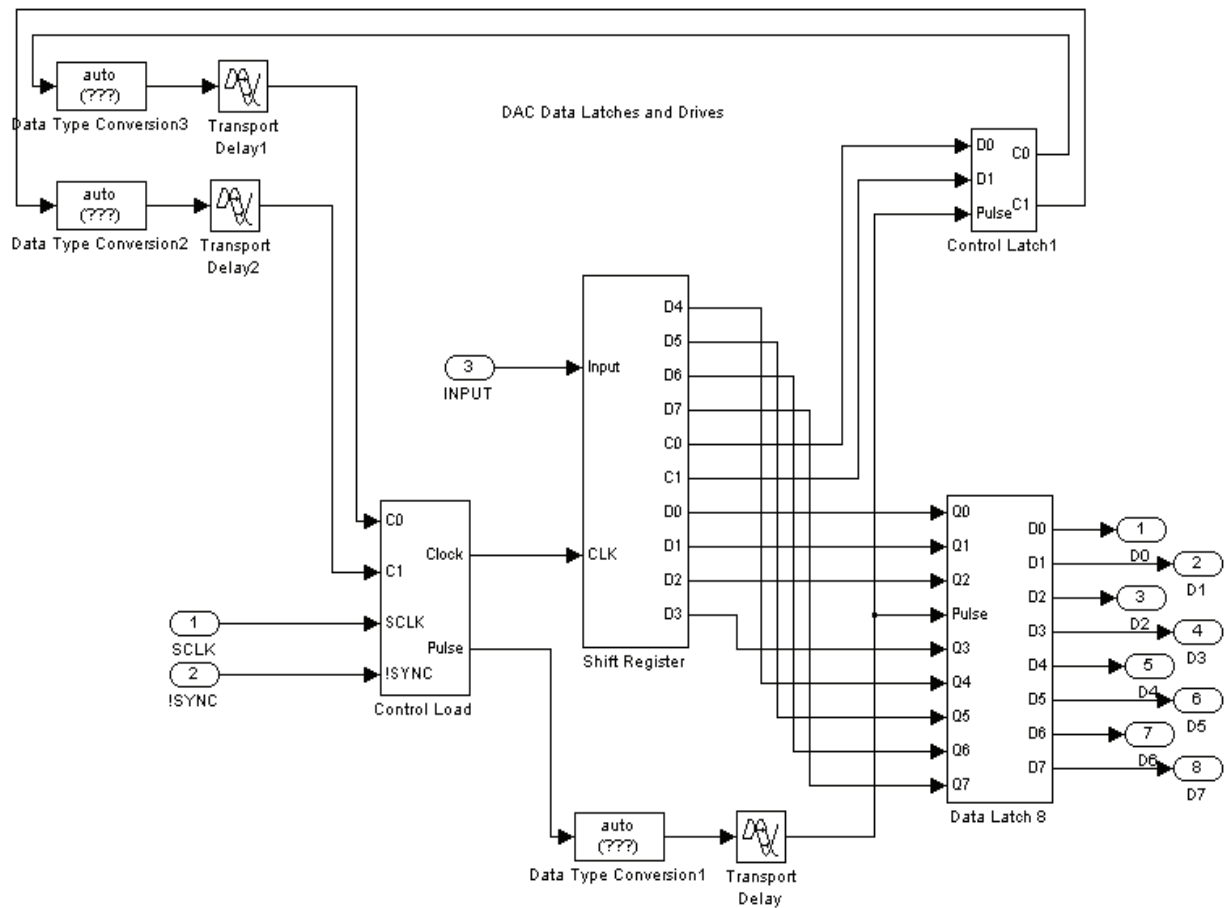 auto
(???)
Data Type Conversion3
Transport
Delay1
DAC Data Latches and Drives
D0
D1
Pulse
C0
C1
Control Latch1
auto
(???)
Data Type Conversion2
Transport
Delay2
3
INPUT
Input
CLK
D4
D5
D6
D7
C0
C1
D0
D1
D2
D3
Shift Register
C0
C1
SCLK
!SYNC
Clock
Pulse
Control Load
1
SCLK
2
!SYNC
Q0
Q1
Q2
Pulse
Q3
Q4
Q5
Q6
Q7
D0
D1
D2
D3
D4
D5
D6
D7
Data Latch 8
1
D0
2
D1
3
D2
4
D3
5
D4
6
D5
7
D6
8
D7
auto
(???)
Data Type Conversion1
Transport
Delay